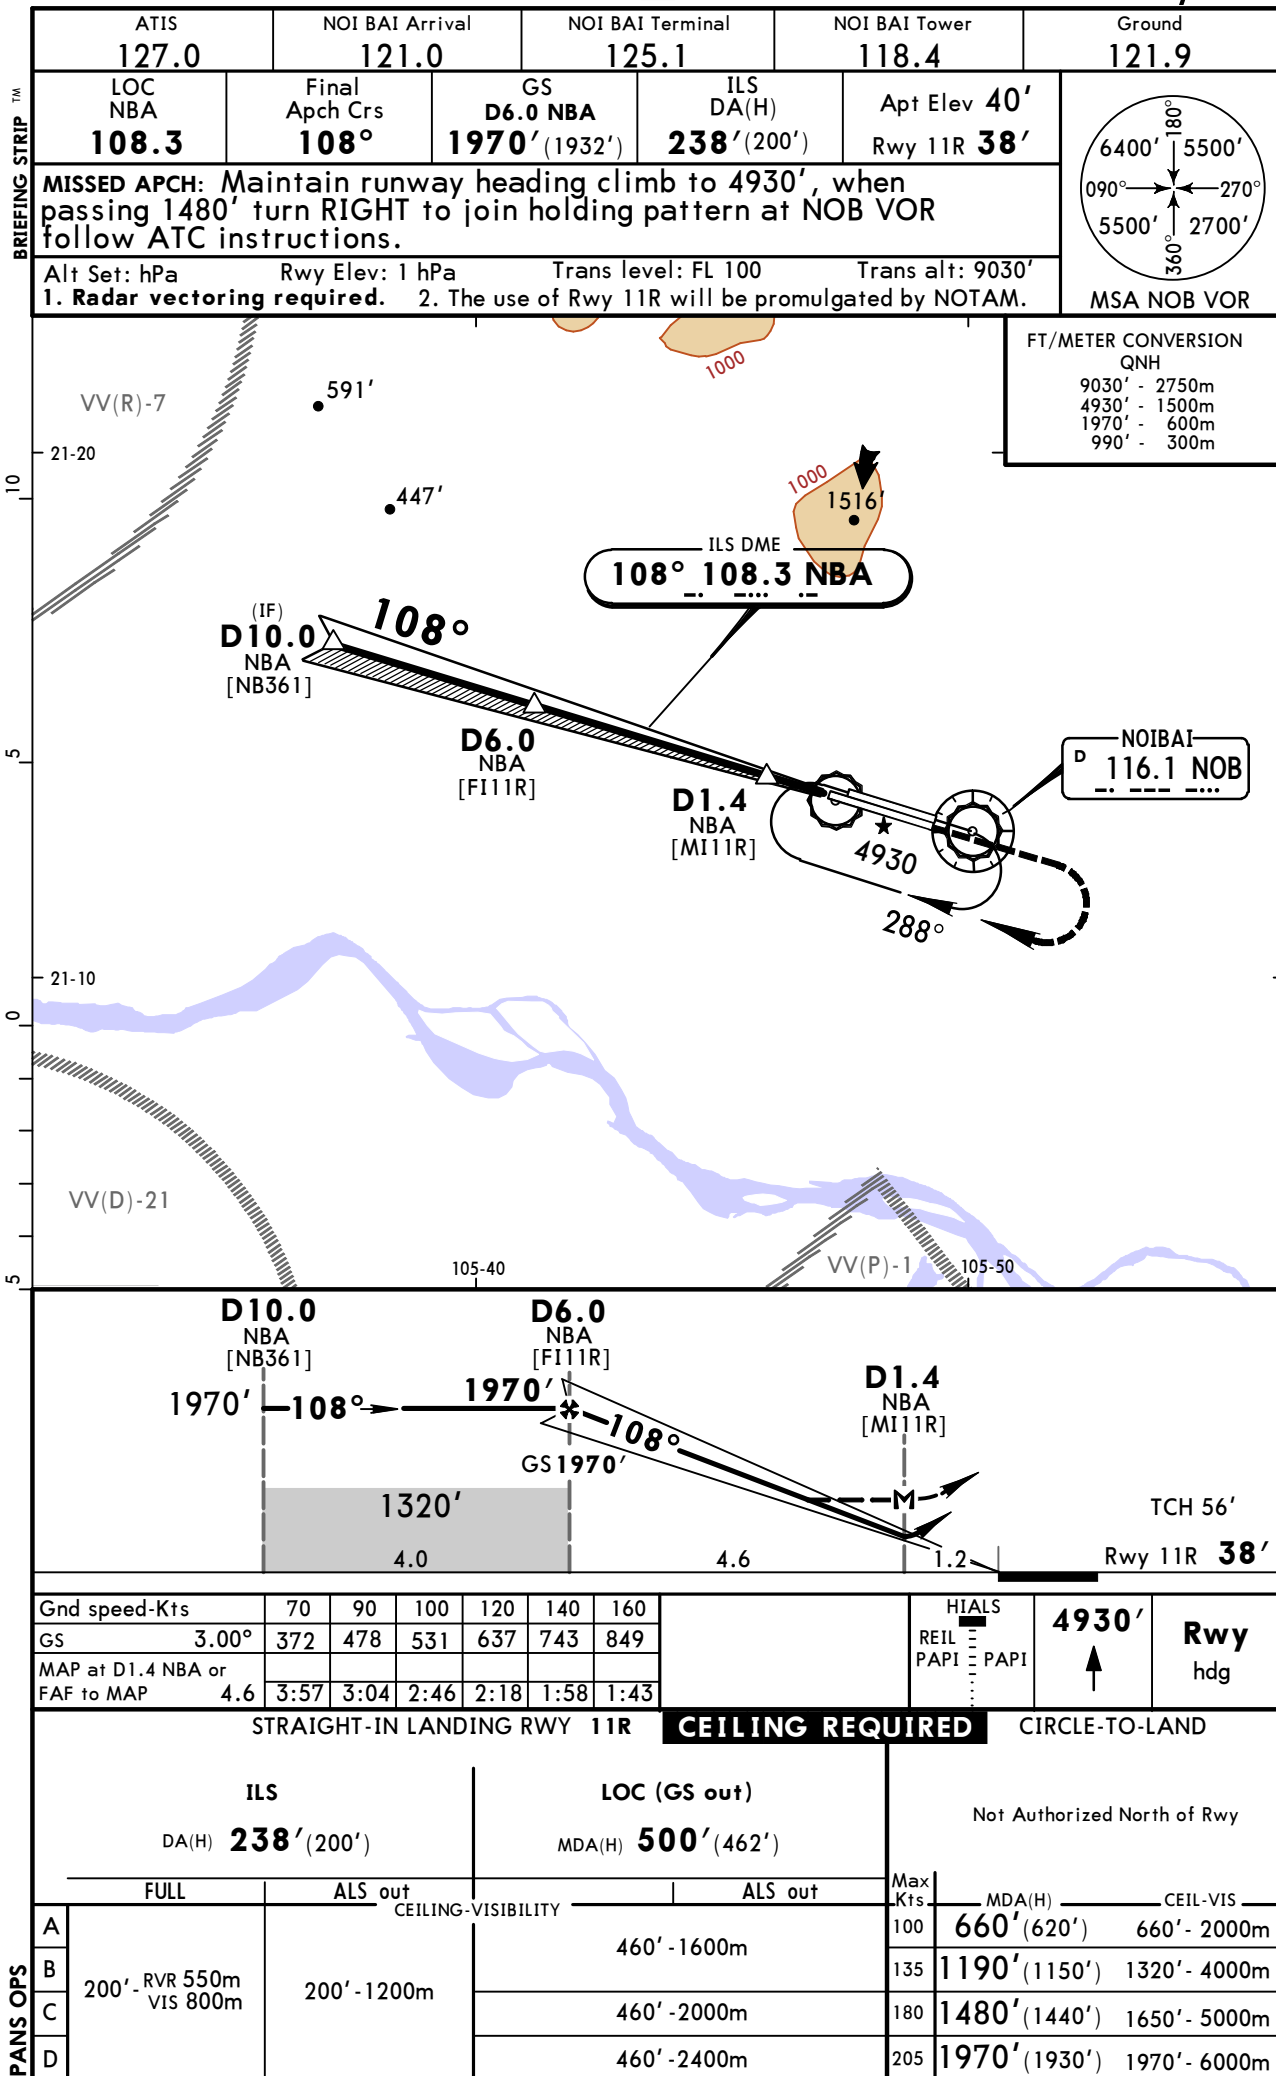 ATIS
127.0
NOI BAI Arrival
121.0
NOI BAI Terminal
125.1
NOI BAI Tower
118.4
Ground
121.9
BRIEFING STRIP TM
LOC
NBA
108.3
Final
Apch Crs
108°
GS
D6.0 NBA
1970′(1932′)
ILS
DA(H)
238′(200′)
Apt Elev 40′
Rwy 11R 38′
MISSED APCH: Maintain runway heading climb to 4930′, when
passing 1480′ turn RIGHT to join holding pattern at NOB VOR
follow ATC instructions.
Alt Set: hPa Rwy Elev: 1 hPa Trans level: FL 100 Trans alt: 9030′
1. Radar vectoring required. 2. The use of Rwy 11R will be promulgated by NOTAM.
180°
6400′ 5500′
090° 270°
5500′ 2700′
360°
MSA NOB VOR
FT/METER CONVERSION
QNH
9030′ - 2750m
4930′ - 1500m
1970′ - 600m
990′ - 300m
1000
VV(R)-7
591′
21-20
10
447′
1000
1516′
ILS DME
108° 108.3 NBA
(IF)
D10.0
NBA
[NB361]
108°
D6.0
NBA
[FI11R]
5
D1.4
NBA
[MI11R]
NOIBAI
D 116.1 NOB
4930
288°
21-10
0
VV(D)-21
VV(P)-1
105-40
105-50
5
D10.0
NBA
[NB361]
D6.0
NBA
[FI11R]
D1.4
NBA
[MI11R]
1970′ 108° 1970′
108°
GS 1970′
1320′
M
TCH 56′
4.0 4.6 1.2
Rwy 11R 38′
Gnd speed-Kts 70 90 100 120 140 160
GS 3.00° 372 478 531 637 743 849
MAP at D1.4 NBA or
FAF to MAP 4.6 3:57 3:04 2:46 2:18 1:58 1:43
HIALS
REIL
PAPI PAPI
4930′
Rwy
hdg
STRAIGHT-IN LANDING RWY 11R CEILING REQUIRED CIRCLE-TO-LAND
ILS
DA(H) 238′(200′)
LOC (GS out)
MDA(H) 500′(462′)
Not Authorized North of Rwy
FULL ALS out ALS out
CEILING-VISIBILITY
Max
Kts MDA(H) CEIL-VIS
PANS OPS
A
B
C
D
200′- RVR 550m
VIS 800m
200′-1200m
460′-1600m
460′-2000m
460′-2400m
100 660′(620′) 660′- 2000m
135 1190′(1150′) 1320′- 4000m
180 1480′(1440′) 1650′- 5000m
205 1970′(1930′) 1970′- 6000m